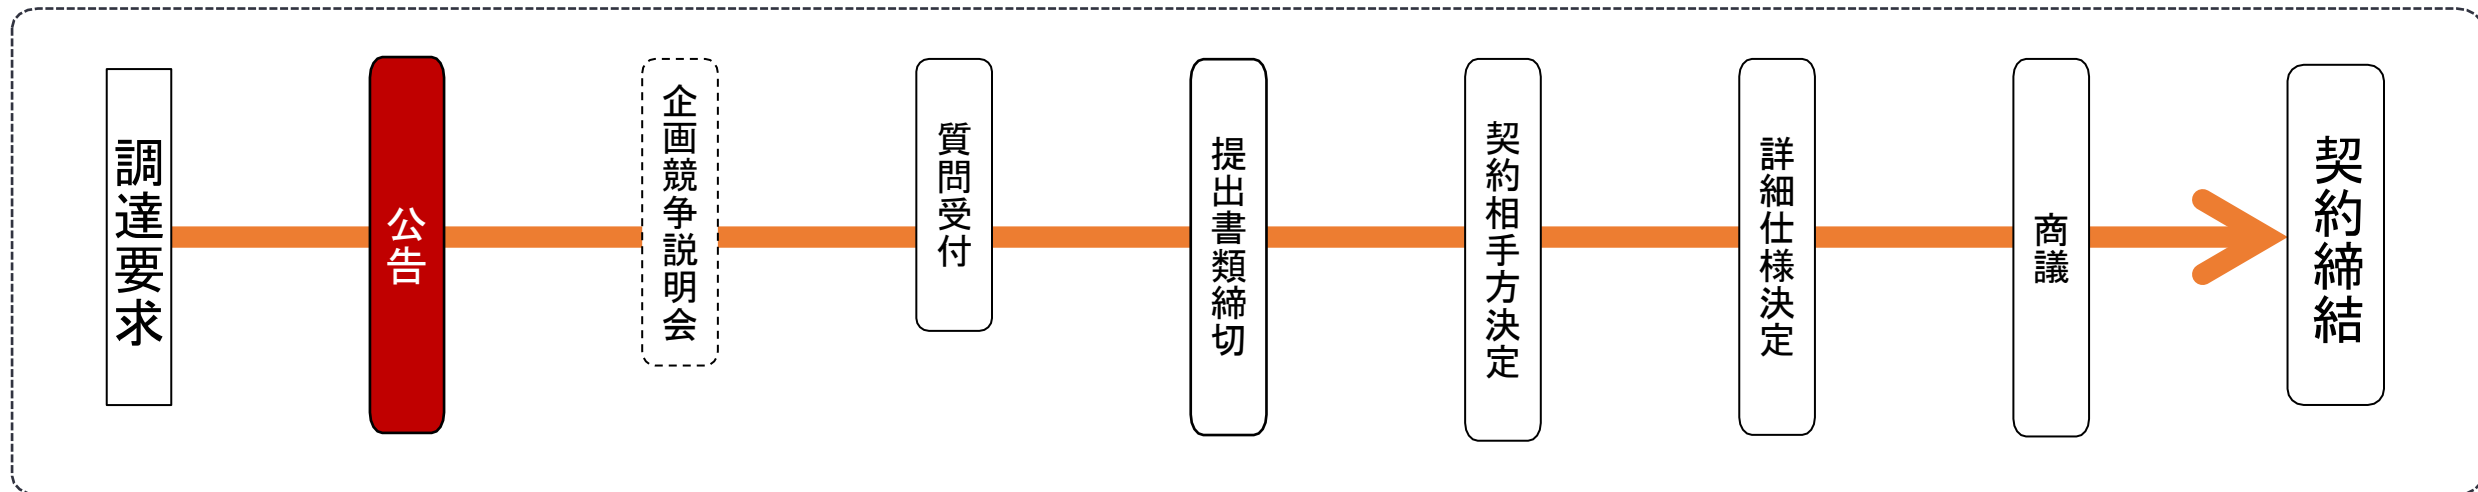 調達要求
公告
企画競争説明会
質問受付
提出書類締切
契約相手方決定
詳細仕様決定
商議
契約締結